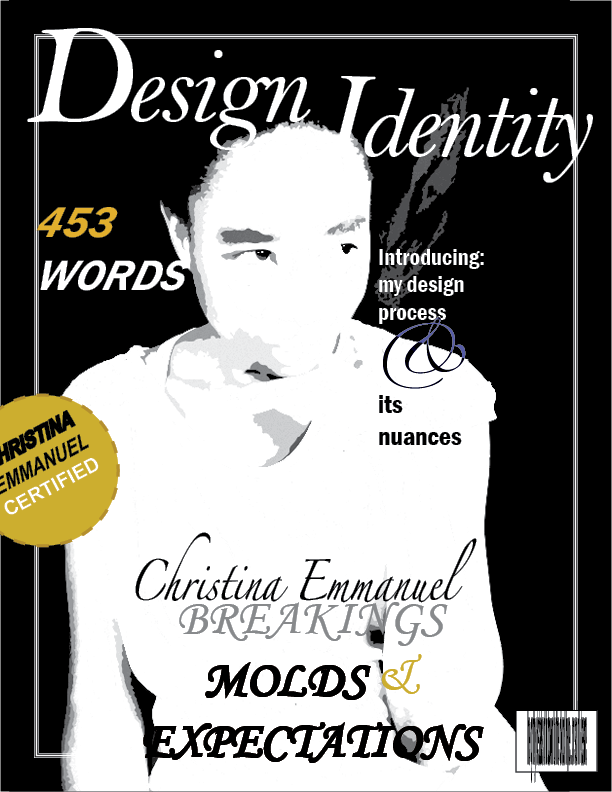 Design Identity
453
WORDS
Introducing:
my design
process
&
its
nuances
CHRISTINA
EMMANUEL
CERTIFIED
Christina Emmanuel
BREAKINGS
MOLDS &
EXPECTATIONS